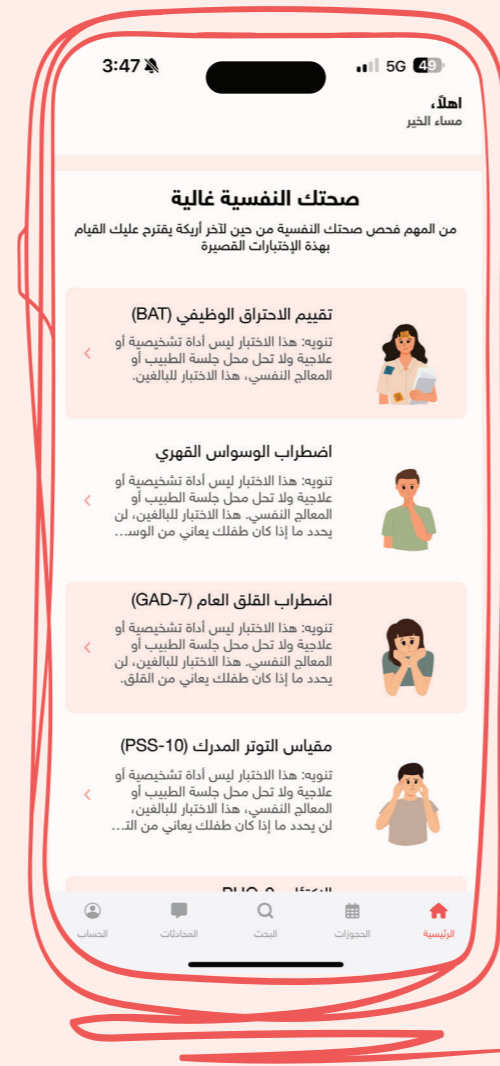 3:47
5G 49
اهلاً،
مساء الخير
صحتك النفسية غالية
من المهم فحص صحتك النفسية من حين لآخر أريكة يقترح عليك القيام
بهذة الإختبارات القصيرة
تقييم الاحتراق الوظيفي (BAT)
تنويه: هذا الاختبار ليس أداة تشخيصية أو
علاجية ولا تحل محل جلسة الطبيب أو
المعالج النفسي، هذا الاختبار للبالغين.
اضطراب الوسواس القهري
تنويه: هذا الاختبار ليس أداة تشخيصية أو
علاجية ولا تحل محل جلسة الطبيب أو
المعالج النفسي. هذا الاختبار للبالغين، لن
يحدد ما إذا كان طفلك يعاني من الوس...
اضطراب القلق العام (GAD-7)
تنويه: هذا الاختبار ليس أداة تشخيصية أو
علاجية ولا تحل محل جلسة الطبيب أو
المعالج النفسي. هذا الاختبار للبالغين، لن
يحدد ما إذا كان طفلك يعاني من القلق.
مقياس التوتر المدرك (PSS-10)
تنويه: هذا الاختبار ليس أداة تشخيصية أو
علاجية ولا تحل محل جلسة الطبيب أو
المعالج النفسي، هذا الاختبار للبالغين،
لن يحدد ما إذا كان طفلك يعاني من الت...
الرئيسية
الحجوزات
البحث
المحادثات
الحساب